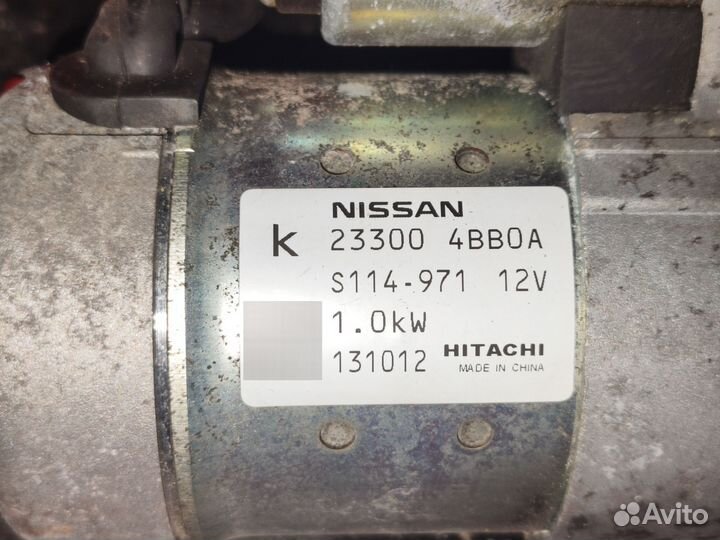 NISSAN
k 23300 4BB0A
S114-971 12V
1.0kW
131012 HITACHI
MADE IN CHINA
Avito